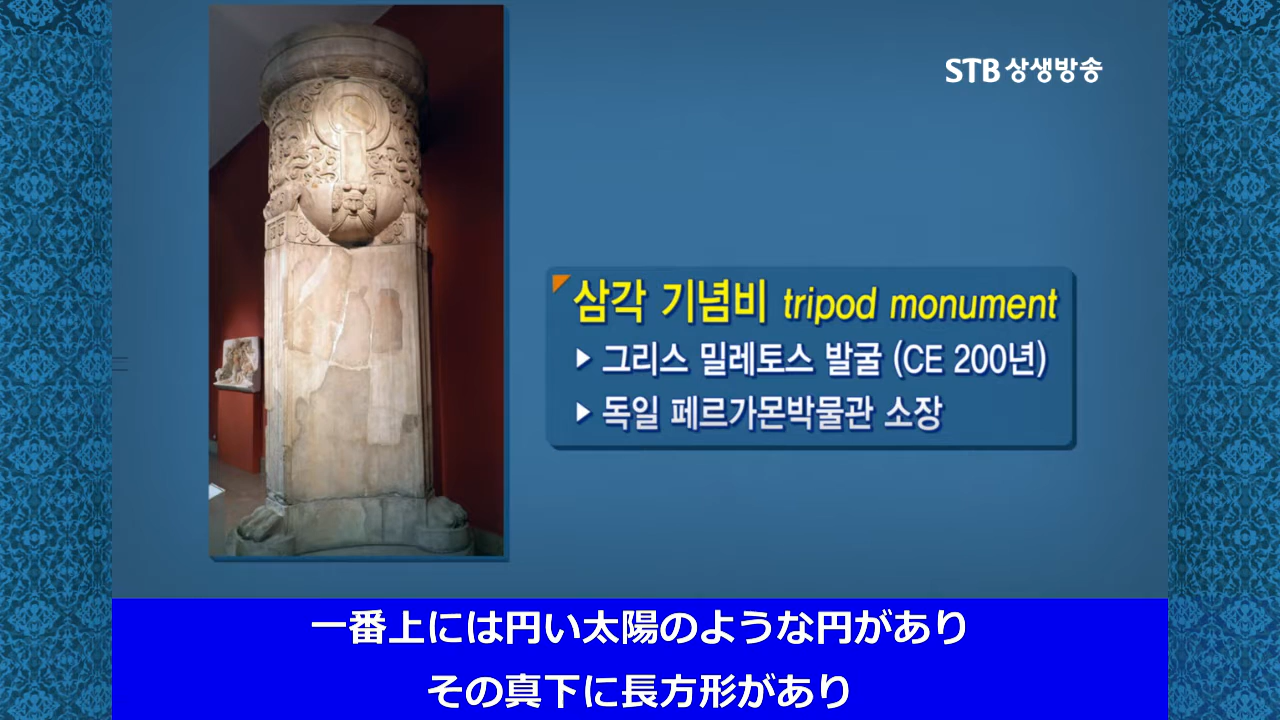 STB 상생방송
삼각 기념비 tripod monument
▶ 그리스 밀레토스 발굴 (CE 200년)
▶ 독일 페르가몬박물관 소장
一番上には円い太陽のような円があり
その真下に長方形があり